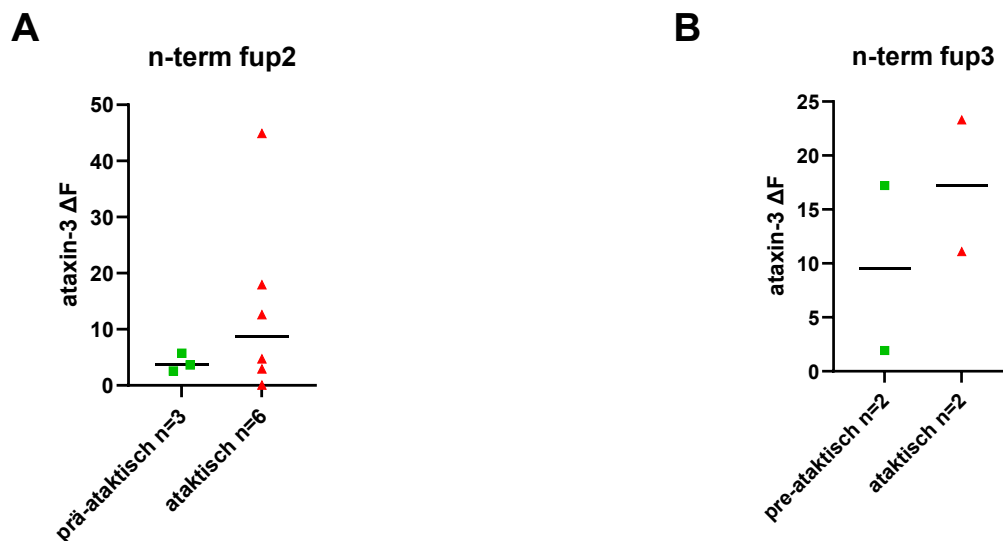 A
n-term fup2
ataxin-3 ΔF
50
40
30
20
10
0
prä-ataktisch n=3
ataktisch n=6
B
n-term fup3
ataxin-3 ΔF
25
20
15
10
5
0
pre-ataktisch n=2
ataktisch n=2